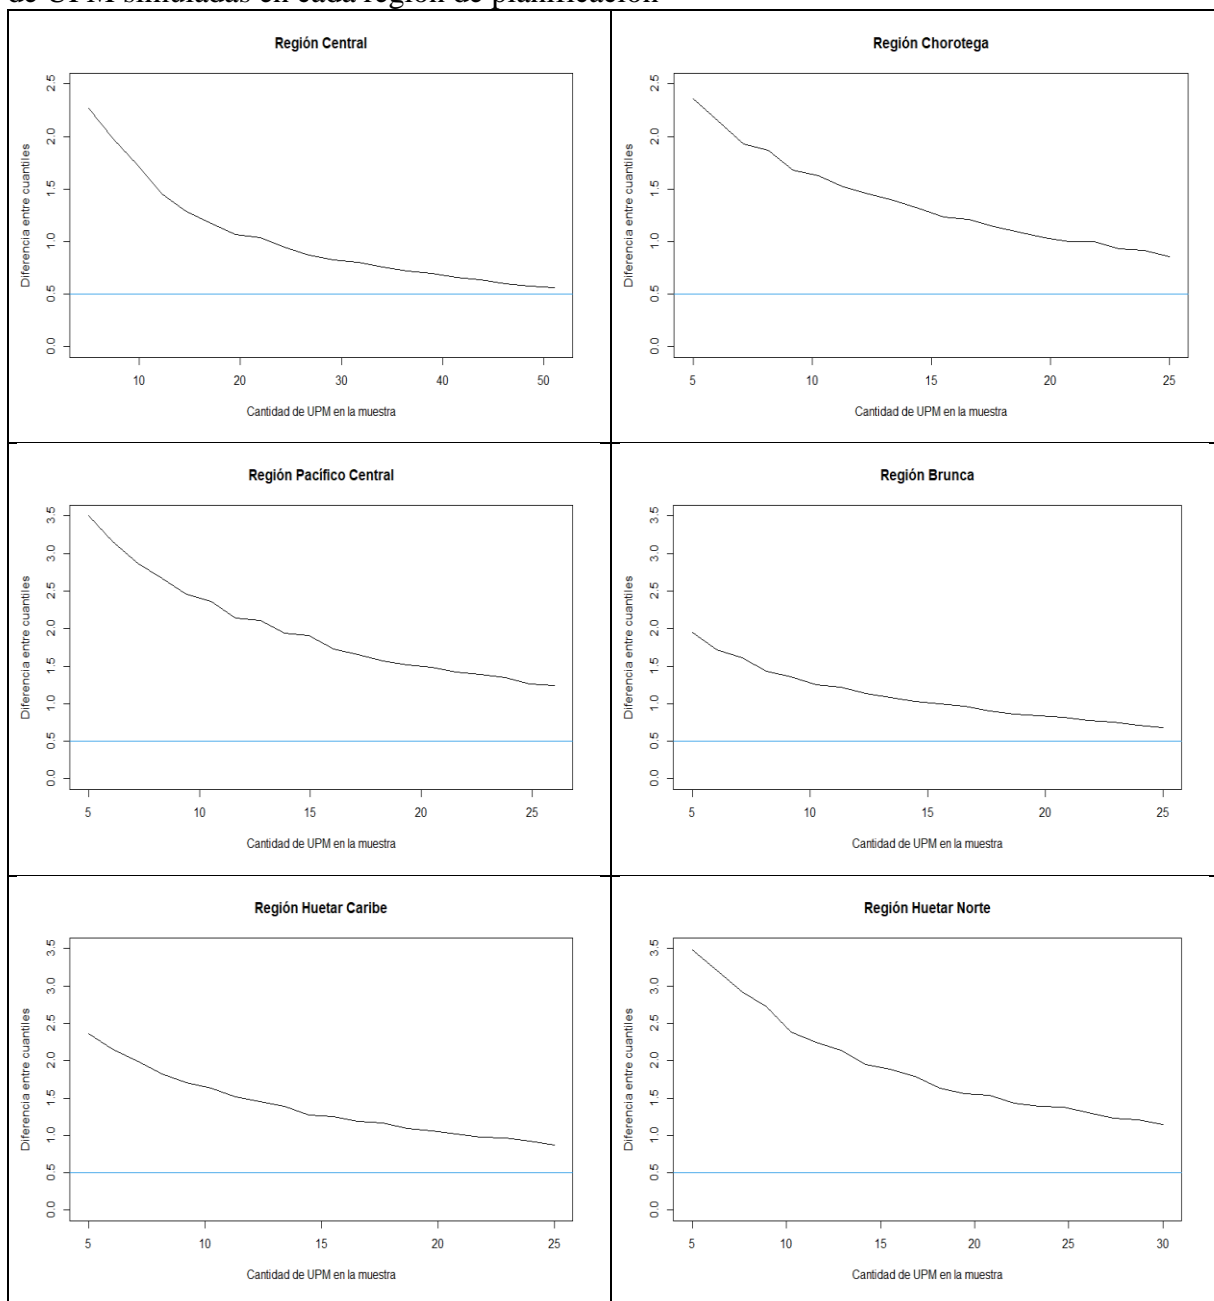 de UPM simuladas en cada región de planificación
Región Central
Diferencia entre cuantiles
2.5
2.0
1.5
1.0
0.5
0.0
10 20 30 40 50
Cantidad de UPM en la muestra
Región Chorotega
Diferencia entre cuantiles
2.5
2.0
1.5
1.0
0.5
0.0
5 10 15 20 25
Cantidad de UPM en la muestra
Región Pacífico Central
Diferencia entre cuantiles
3.5
3.0
2.5
2.0
1.5
1.0
0.5
0.0
5 10 15 20 25
Cantidad de UPM en la muestra
Región Brunca
Diferencia entre cuantiles
3.5
3.0
2.5
2.0
1.5
1.0
0.5
0.0
5 10 15 20 25
Cantidad de UPM en la muestra
Región Huetar Caribe
Diferencia entre cuantiles
3.5
3.0
2.5
2.0
1.5
1.0
0.5
0.0
5 10 15 20 25
Cantidad de UPM en la muestra
Región Huetar Norte
Diferencia entre cuantiles
3.5
3.0
2.5
2.0
1.5
1.0
0.5
0.0
5 10 15 20 25 30
Cantidad de UPM en la muestra